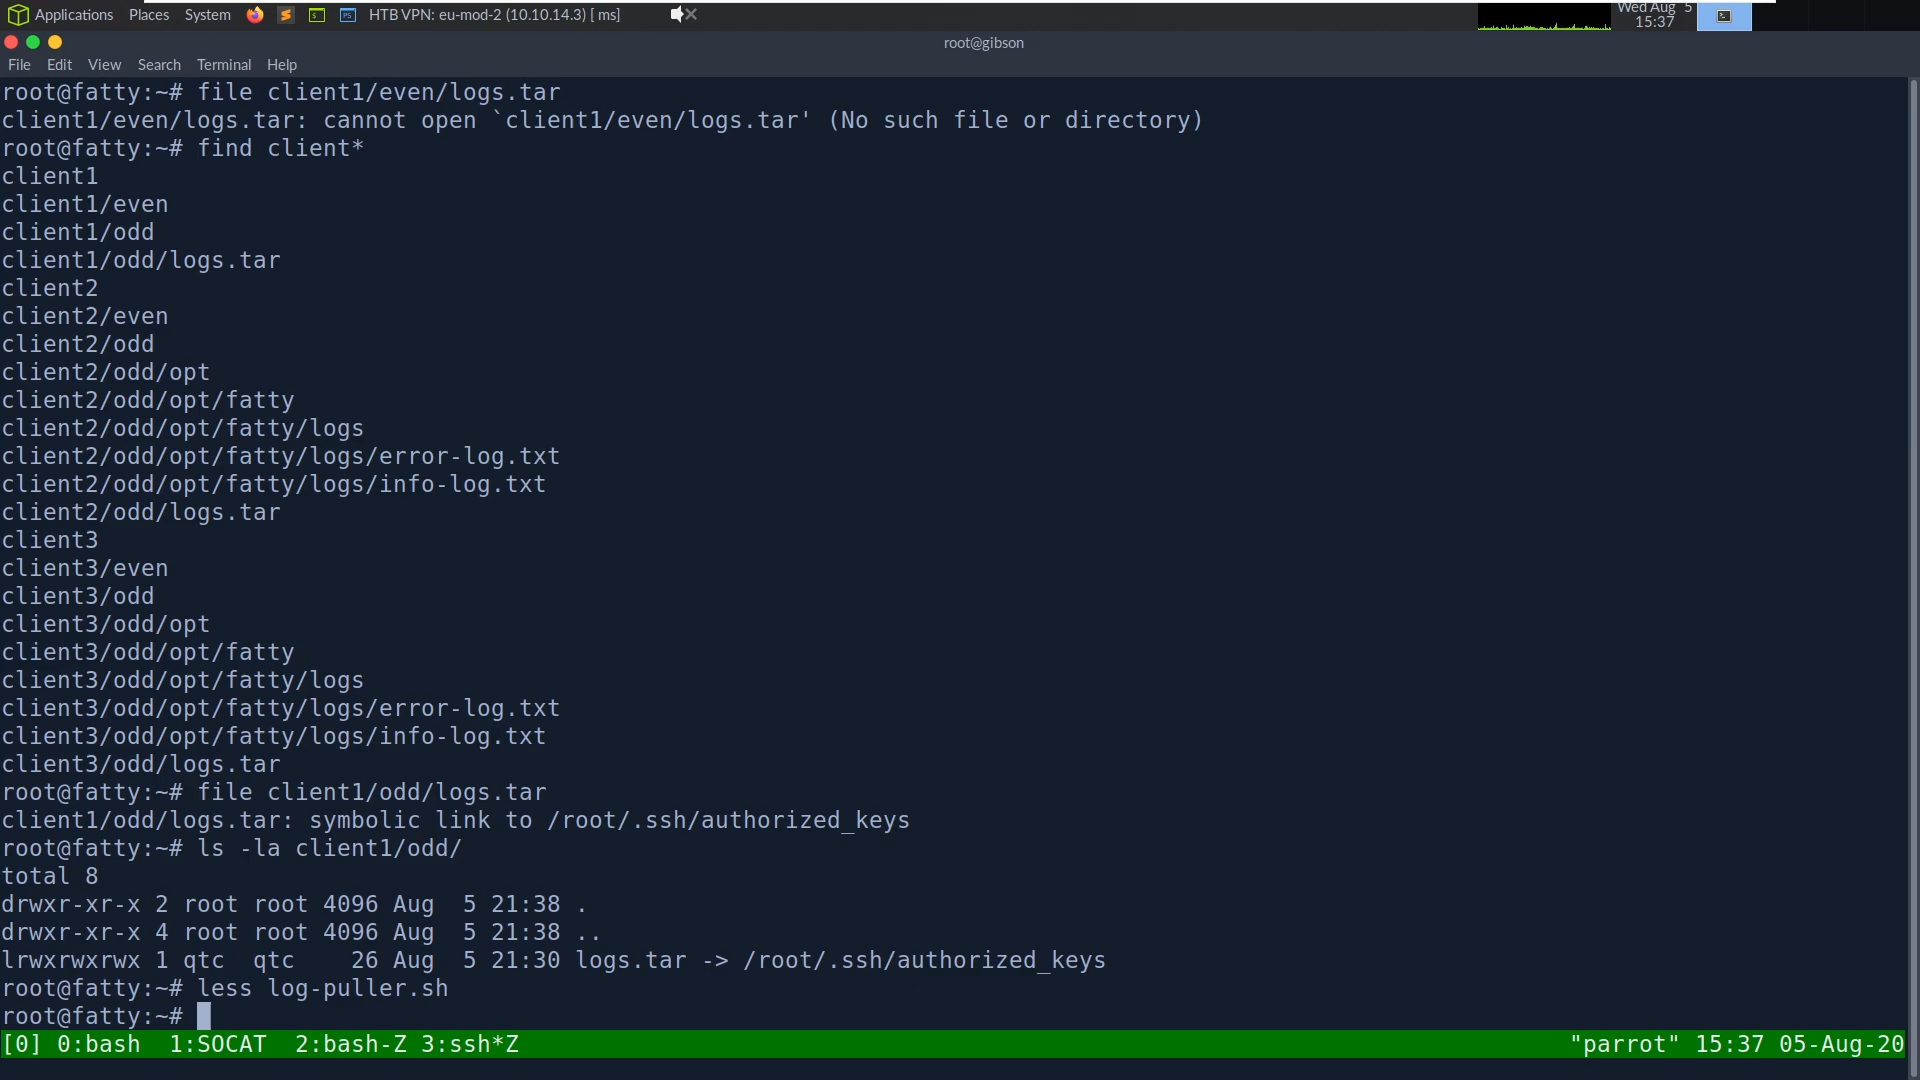 Applications Places System HTB VPN: eu-mod-2 (10.10.14.3) [ ms] Wed Aug 5
15:37
root@gibson
File Edit View Search Terminal Help
root@fatty:~# file client1/even/logs.tar
client1/even/logs.tar: cannot open `client1/even/logs.tar' (No such file or directory)
root@fatty:~# find client*
client1
client1/even
client1/odd
client1/odd/logs.tar
client2
client2/even
client2/odd
client2/odd/opt
client2/odd/opt/fatty
client2/odd/opt/fatty/logs
client2/odd/opt/fatty/logs/error-log.txt
client2/odd/opt/fatty/logs/info-log.txt
client2/odd/logs.tar
client3
client3/even
client3/odd
client3/odd/opt
client3/odd/opt/fatty
client3/odd/opt/fatty/logs
client3/odd/opt/fatty/logs/error-log.txt
client3/odd/opt/fatty/logs/info-log.txt
client3/odd/logs.tar
root@fatty:~# file client1/odd/logs.tar
client1/odd/logs.tar: symbolic link to /root/.ssh/authorized_keys
root@fatty:~# ls -la client1/odd/
total 8
drwxr-xr-x 2 root root 4096 Aug  5 21:38 .
drwxr-xr-x 4 root root 4096 Aug  5 21:38 ..
lrwxrwxrwx 1 qtc  qtc    26 Aug  5 21:30 logs.tar -> /root/.ssh/authorized_keys
root@fatty:~# less log-puller.sh
root@fatty:~#
[0] 0:bash  1:SOCAT  2:bash-Z 3:ssh*Z "parrot" 15:37 05-Aug-20